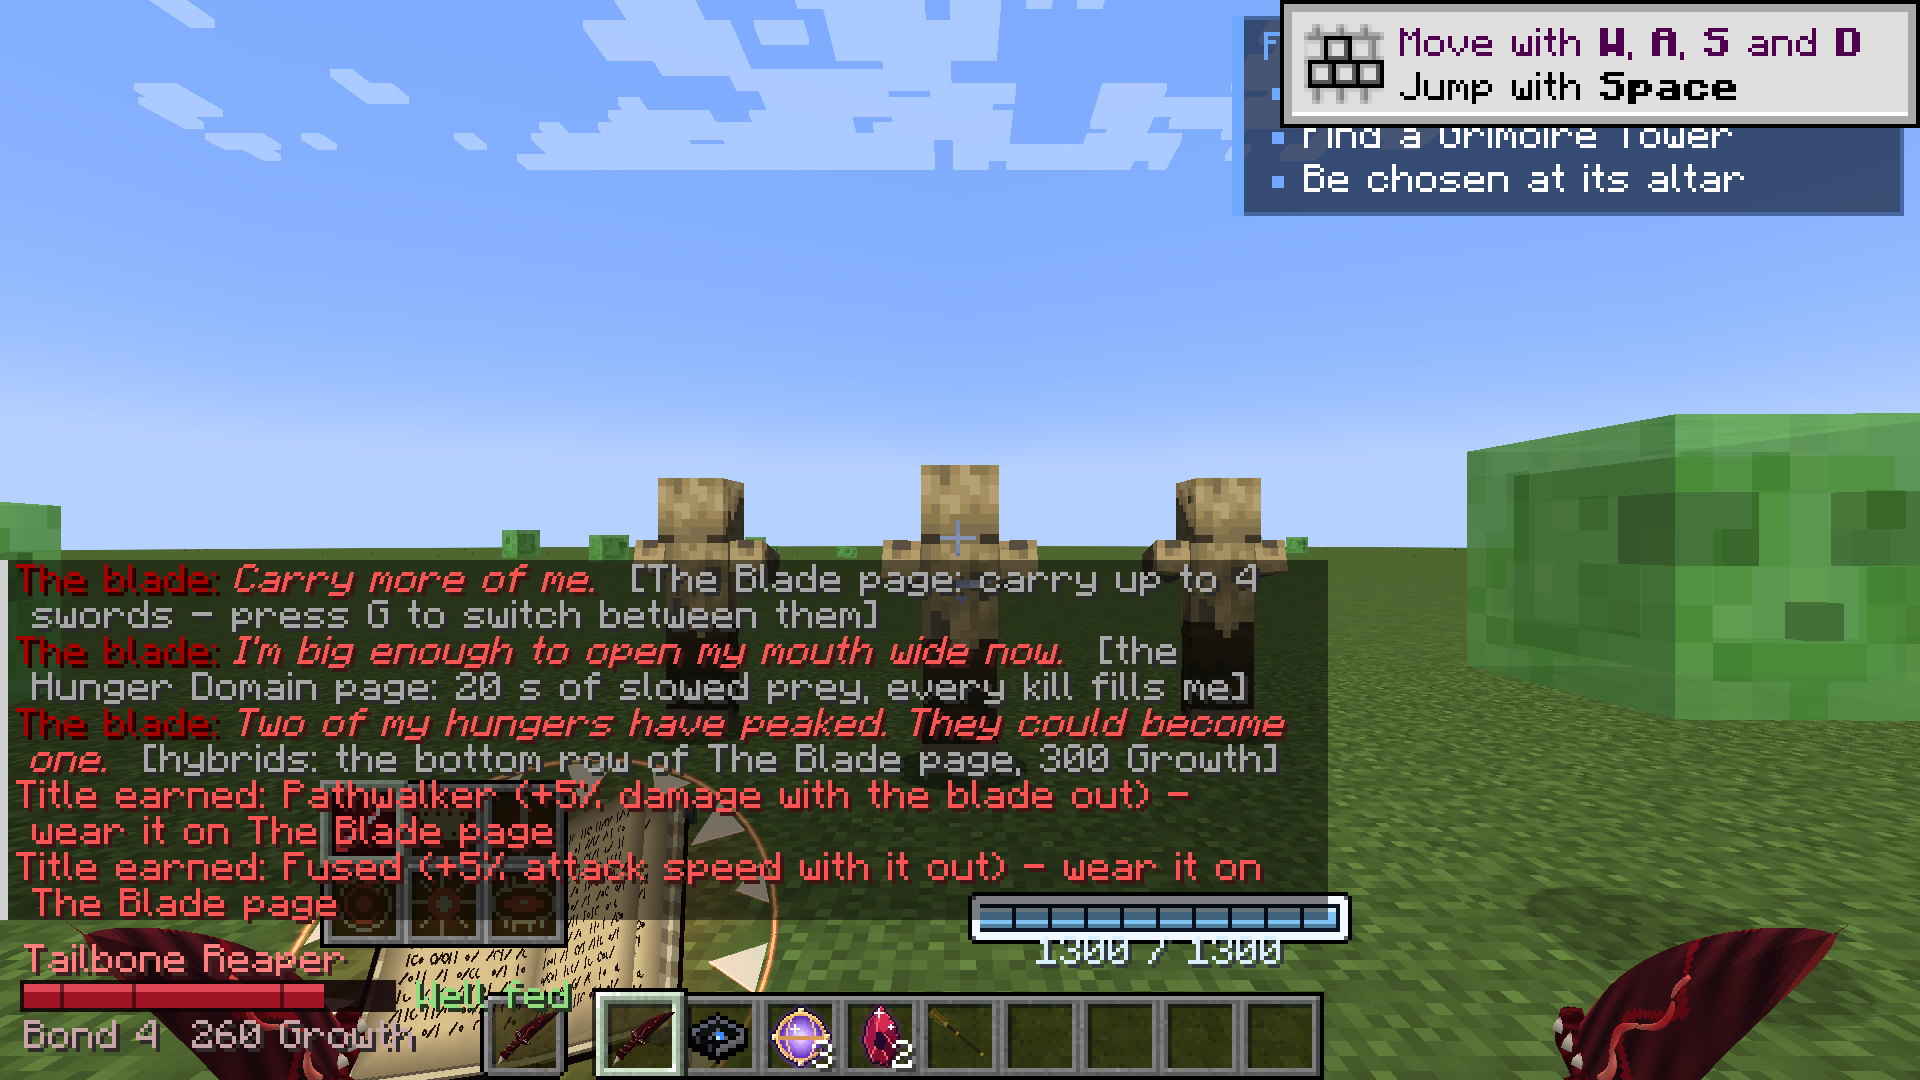 Move with W, A, S and D
Jump with Space
F
Find a Grimoire Tower
Be chosen at its altar
The blade: Carry more of me. [The Blade page: carry up to 4
swords - press G to switch between them]
The blade: I'm big enough to open my mouth wide now. [the
Hunger Domain page: 20 s of slowed prey, every kill fills me]
The blade: Two of my hungers have peaked. They could become
one. [hybrids: the bottom row of The Blade page, 300 Growth]
Title earned: Pathwalker (+5% damage with the blade out) -
wear it on The Blade page
Title earned: Fused (+5% attack speed with it out) - wear it on
The Blade page
1300 / 1300
Tailbone Reaper
Well-fed
Bond 4 260 Growth
3
2